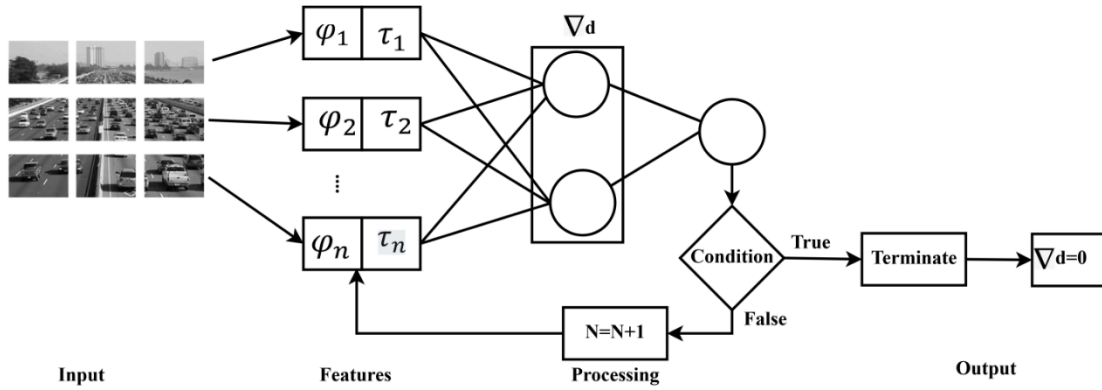 φ1 τ1
∇d
φ2 τ2
φn τn
Condition
True
Terminate
∇d=0
False
N=N+1
Input
Features
Processing
Output